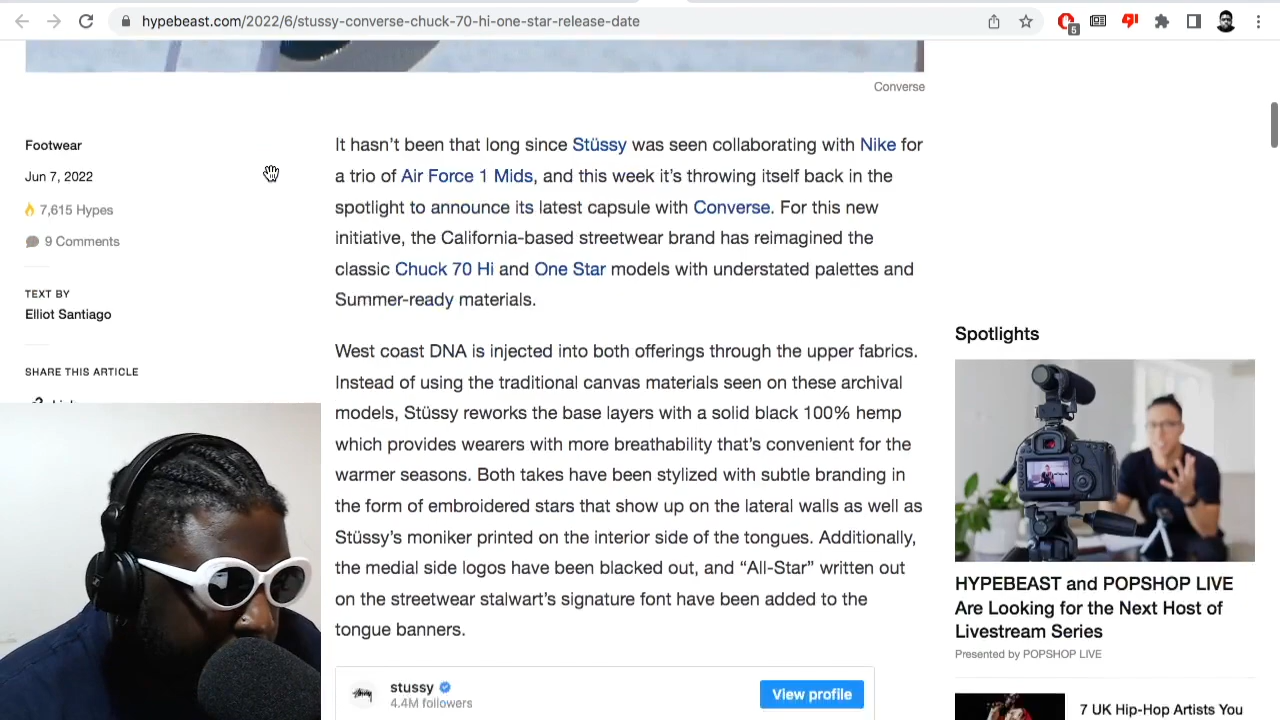 hypebeast.com/2022/6/stussy-converse-chuck-70-hi-one-star-release-date
5
Converse
Footwear
Jun 7, 2022
7,615 Hypes
9 Comments
TEXT BY
Elliot Santiago
SHARE THIS ARTICLE
It hasn’t been that long since Stüssy was seen collaborating with Nike for
a trio of Air Force 1 Mids, and this week it’s throwing itself back in the
spotlight to announce its latest capsule with Converse. For this new
initiative, the California-based streetwear brand has reimagined the
classic Chuck 70 Hi and One Star models with understated palettes and
Summer-ready materials.
West coast DNA is injected into both offerings through the upper fabrics.
Instead of using the traditional canvas materials seen on these archival
models, Stüssy reworks the base layers with a solid black 100% hemp
which provides wearers with more breathability that’s convenient for the
warmer seasons. Both takes have been stylized with subtle branding in
the form of embroidered stars that show up on the lateral walls as well as
Stüssy’s moniker printed on the interior side of the tongues. Additionally,
the medial side logos have been blacked out, and “All-Star” written out
on the streetwear stalwart’s signature font have been added to the
tongue banners.
stussy
4.4M followers
View profile
Spotlights
HYPEBEAST and POPSHOP LIVE
Are Looking for the Next Host of
Livestream Series
Presented by POPSHOP LIVE
7 UK Hip-Hop Artists You